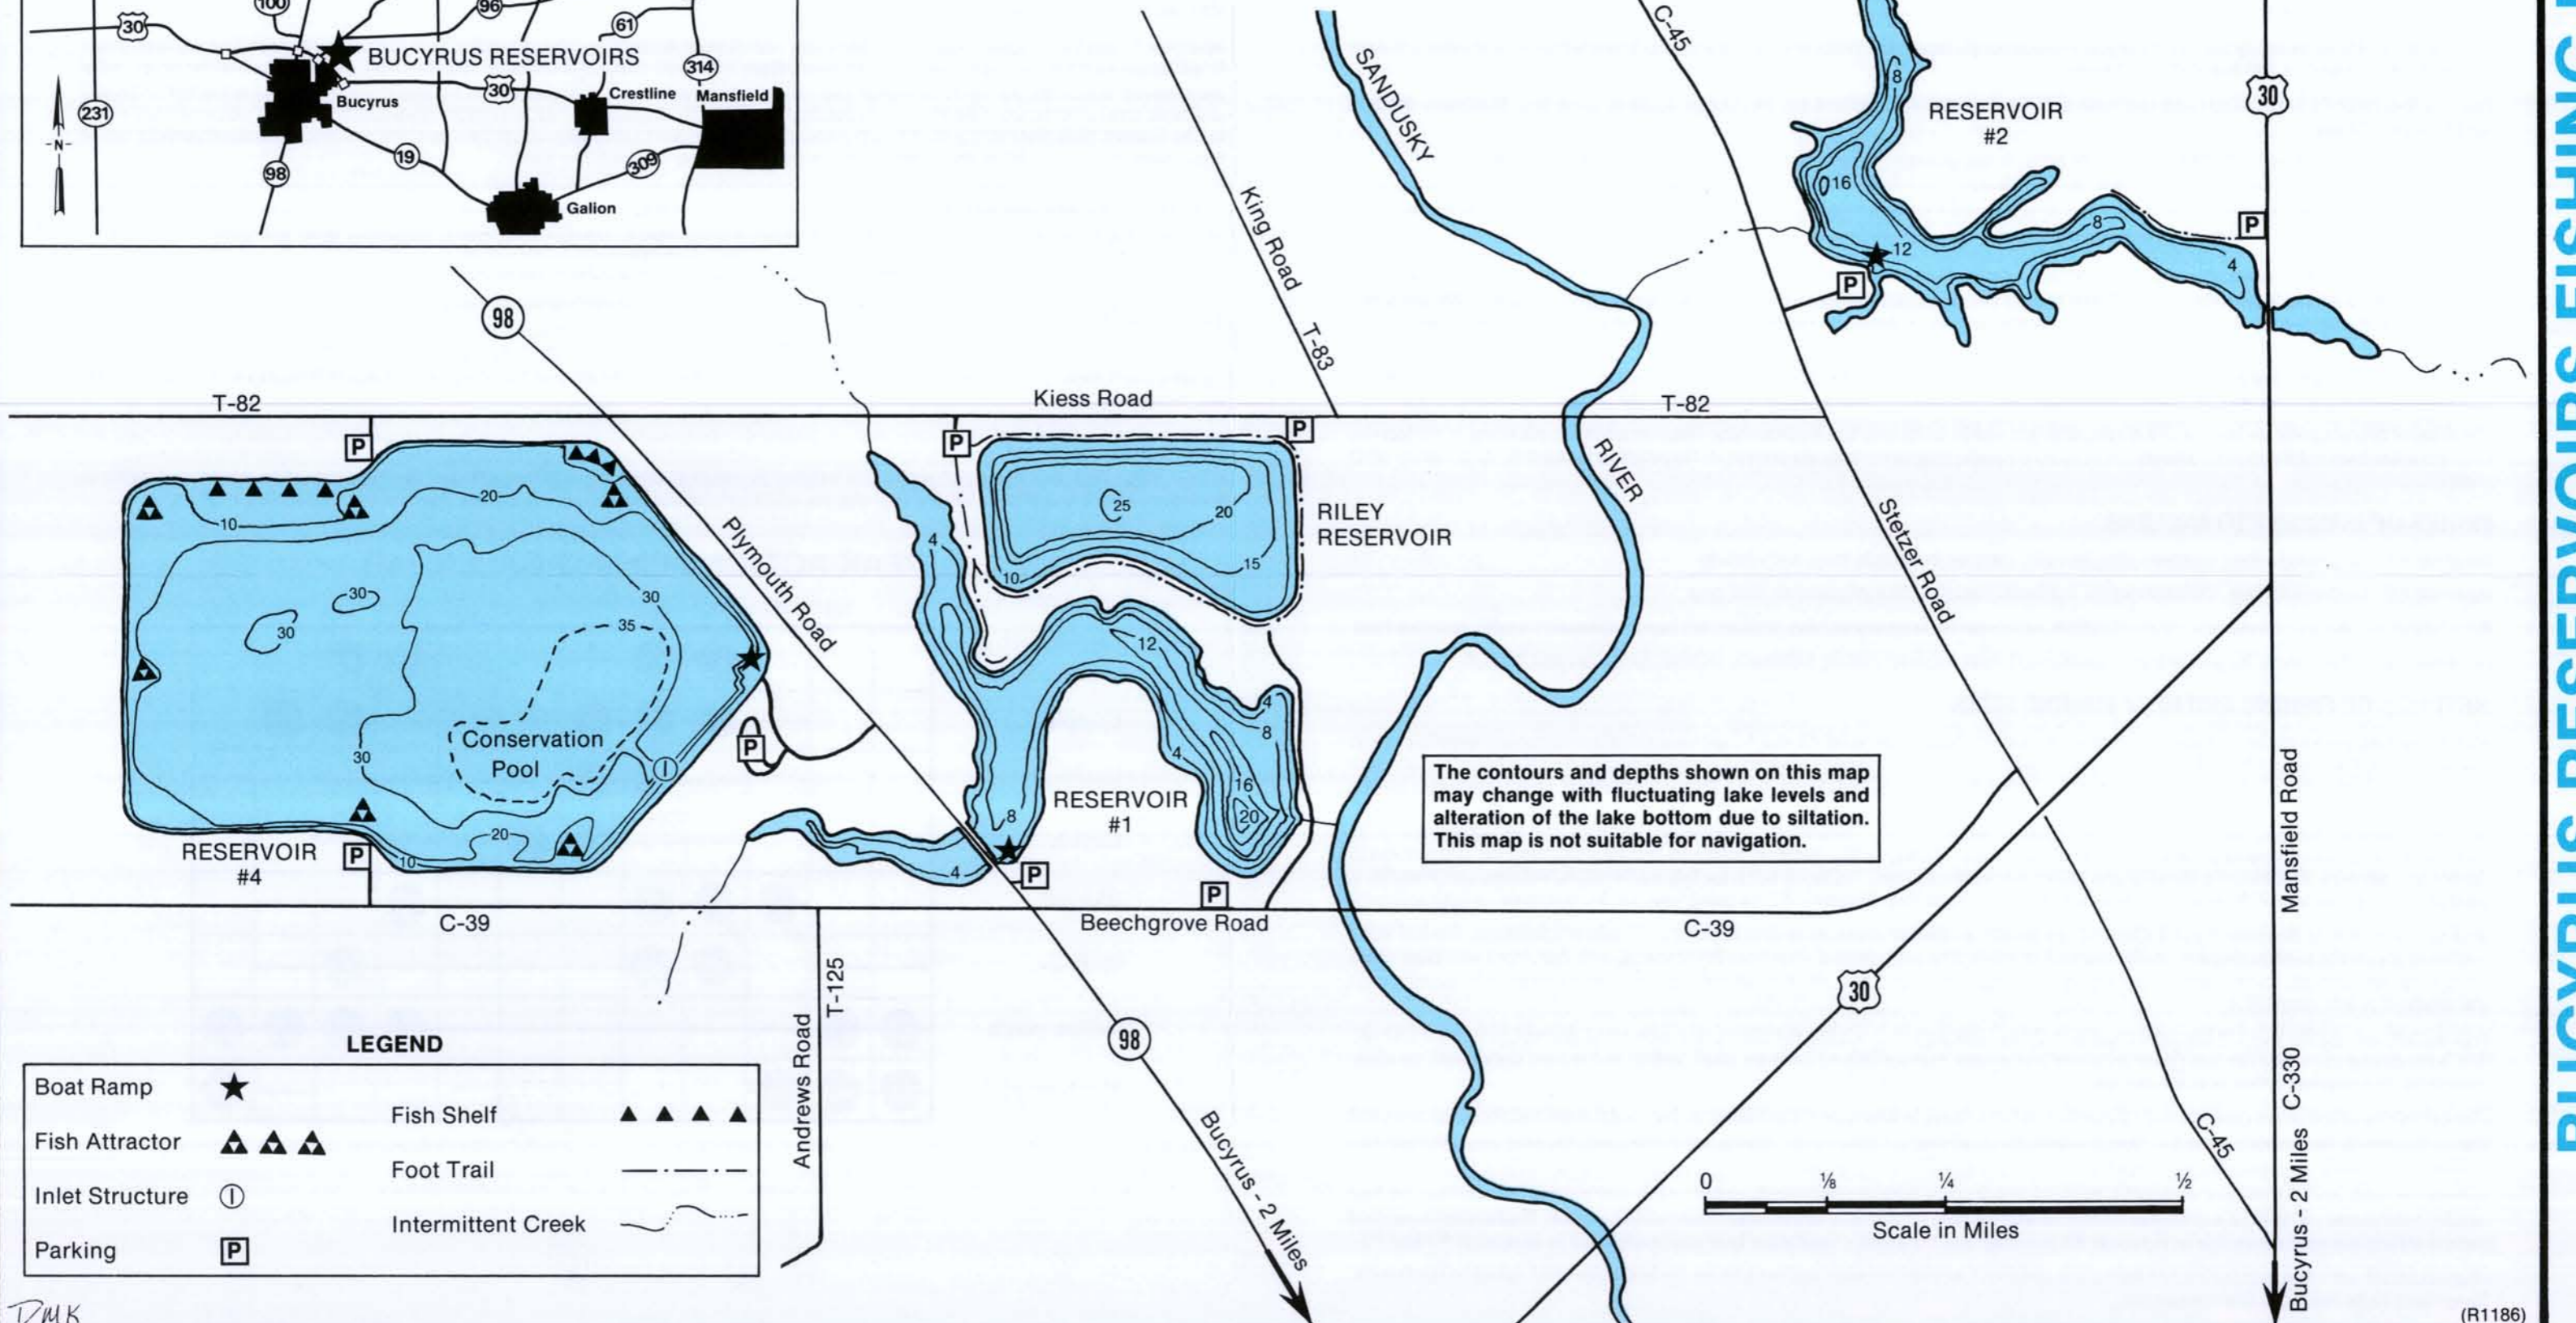 100
96
30
61
BUCYRUS RESERVOIRS
314
30
Crestline
Mansfield
231
Bucyrus
-N-
19
309
98
Galion
98
SANDUSKY
RIVER
King Road
T-83
C-45
8
RESERVOIR
#2
30
16
12
8
4
P
P
T-82
Kiess Road
T-82
P
P
P
20
10
30
30
30
35
30
Conservation
Pool
I
20
10
P
P
RESERVOIR
#4
Plymouth Road
25
20
15
10
RILEY
RESERVOIR
4
12
4
8
4
16
20
8
4
RESERVOIR
#1
P
P
Stetzer Road
The contours and depths shown on this map
may change with fluctuating lake levels and
alteration of the lake bottom due to siltation.
This map is not suitable for navigation.
Mansfield Road
C-39
Beechgrove Road
C-39
Andrews Road
T-125
98
30
Bucyrus - 2 Miles
C-45
Bucyrus - 2 Miles C-330
LEGEND
Boat Ramp
Fish Shelf
Fish Attractor
Foot Trail
Inlet Structure I
Intermittent Creek
Parking P
0 ⅛ ¼ ½
Scale in Miles
DMK
(R1186)
BUCYRUS RESERVOIRS FISHING